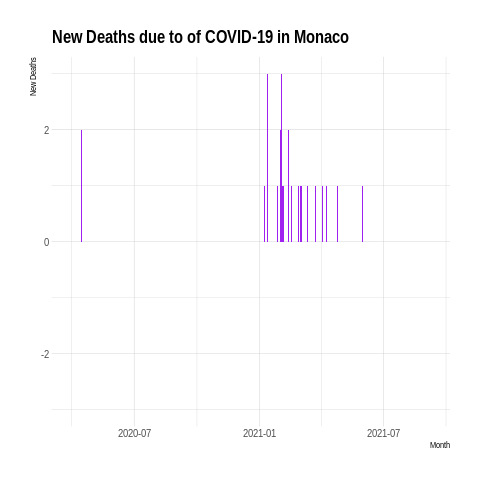 New Deaths due to of COVID-19 in Monaco
New Deaths
2
0
-2
2020-07
2021-01
2021-07
Month